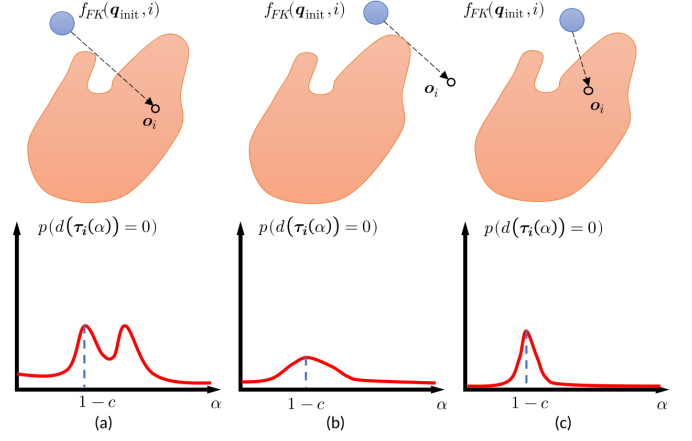 f_FK(q_init, i) f_FK(q_init, i) f_FK(q_init, i)
o_i o_i o_i
p(d(τ_i(α)) = 0) p(d(τ_i(α)) = 0) p(d(τ_i(α)) = 0)
1 − c α 1 − c α 1 − c α
(a) (b) (c)